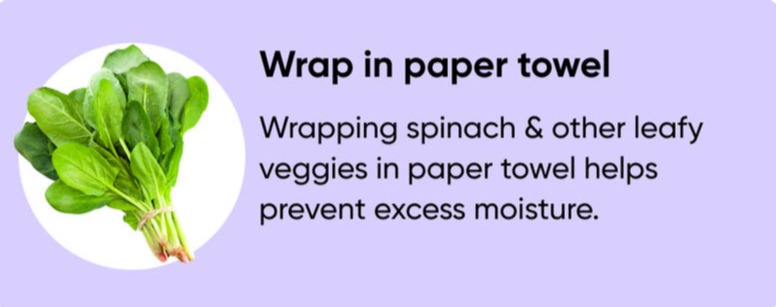 Wrap in paper towel
Wrapping spinach & other leafy
veggies in paper towel helps
prevent excess moisture.